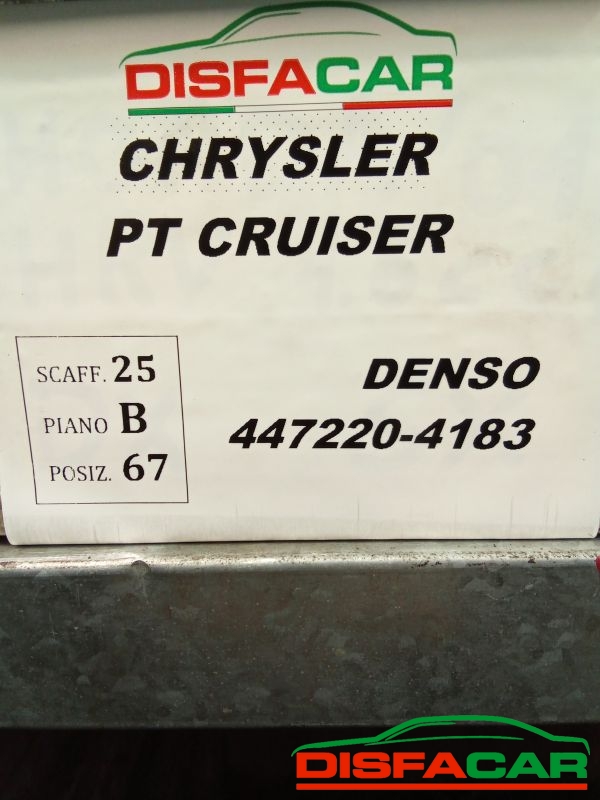 DISFACAR
CHRYSLER
PT CRUISER
SCAFF. 25
PIANO B
POSIZ. 67
DENSO
447220-4183
DISFACAR